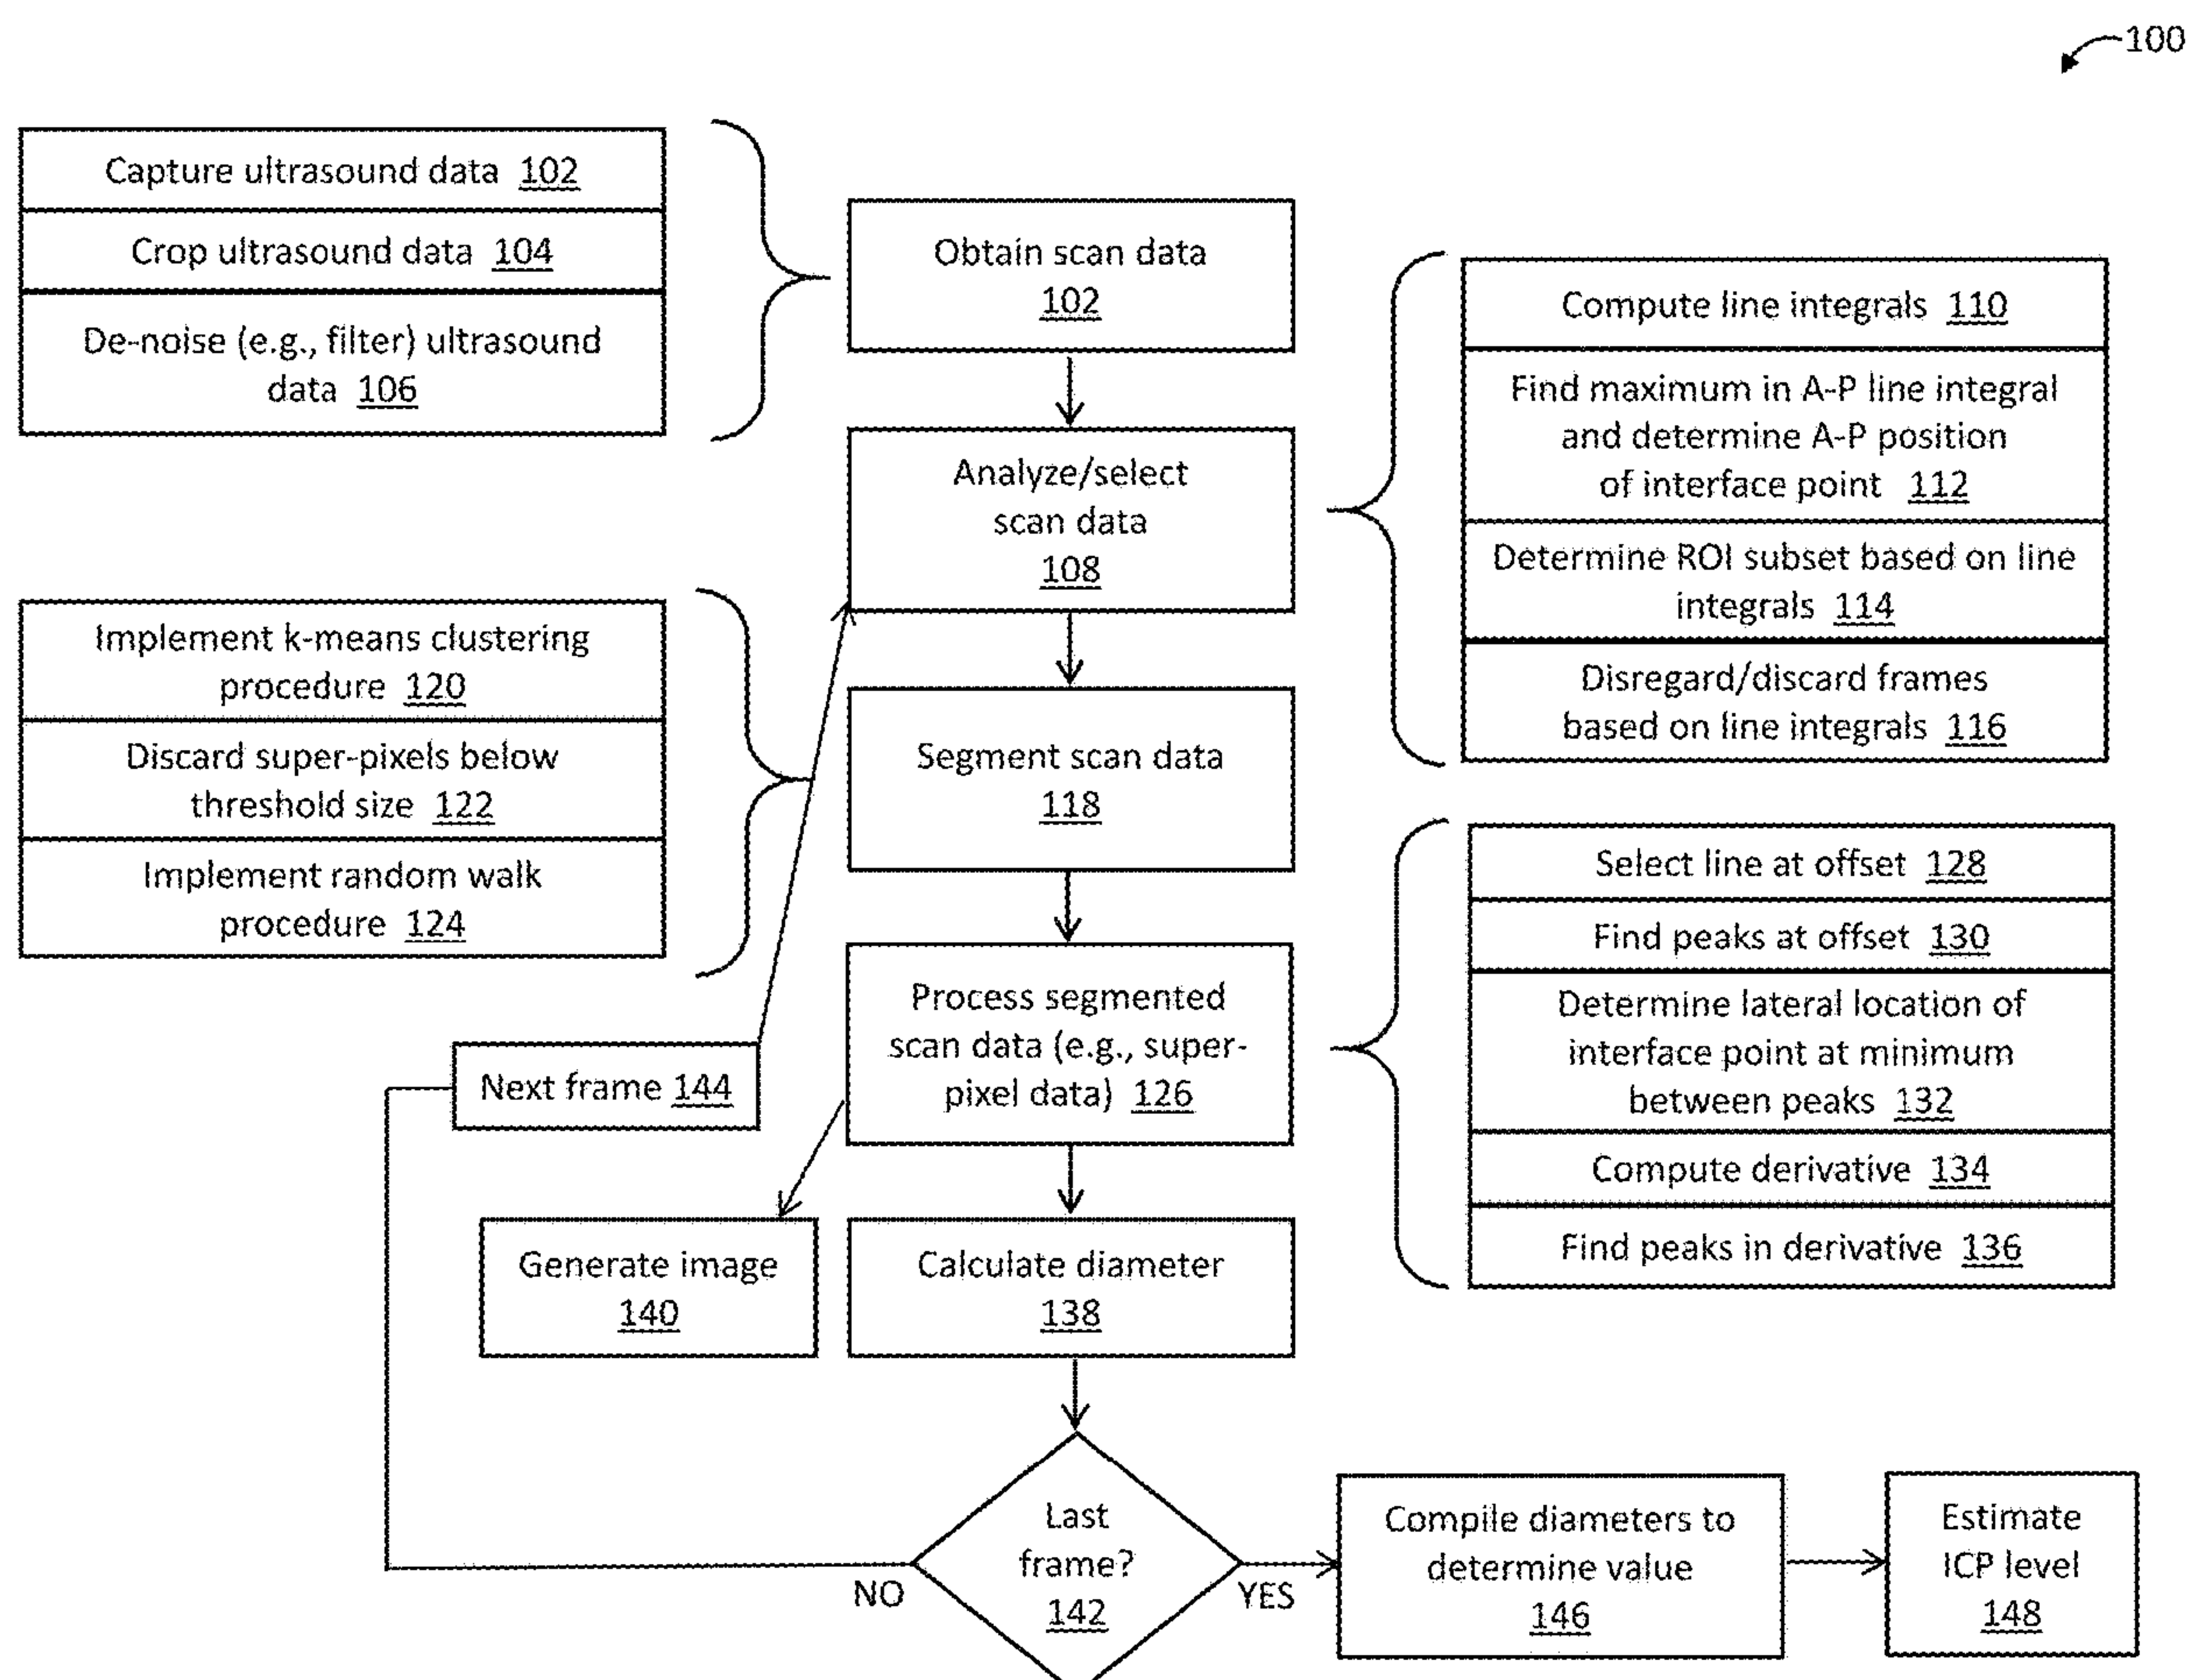 100
Capture ultrasound data 102
Crop ultrasound data 104
De-noise (e.g., filter) ultrasound
data 106
Obtain scan data
102
Analyze/select
scan data
108
Compute line integrals 110
Find maximum in A-P line integral
and determine A-P position
of interface point 112
Determine ROI subset based on line
integrals 114
Disregard/discard frames
based on line integrals 116
Implement k-means clustering
procedure 120
Discard super-pixels below
threshold size 122
Implement random walk
procedure 124
Segment scan data
118
Process segmented
scan data (e.g., super-
pixel data) 126
Select line at offset 128
Find peaks at offset 130
Determine lateral location of
interface point at minimum
between peaks 132
Compute derivative 134
Find peaks in derivative 136
Next frame 144
Generate image
140
Calculate diameter
138
Last
frame?
142
NO
YES
Compile diameters to
determine value
146
Estimate
ICP level
148